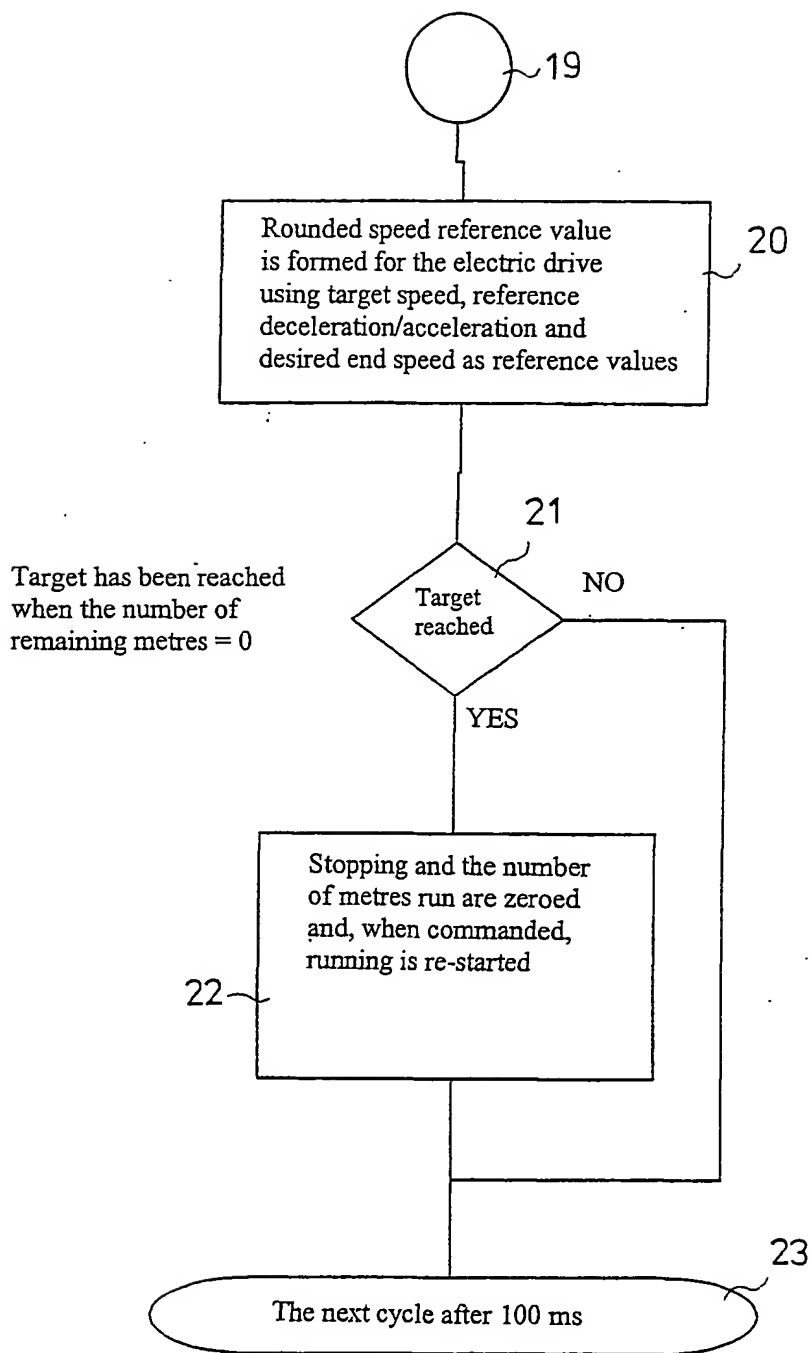 19
Rounded speed reference value
is formed for the electric drive
using target speed, reference
deceleration/acceleration and
desired end speed as reference values
20
21
Target has been reached
when the number of
remaining metres = 0
Target
reached
NO
YES
Stopping and the number
of metres run are zeroed
and, when commanded,
running is re-started
22
23
The next cycle after 100 ms